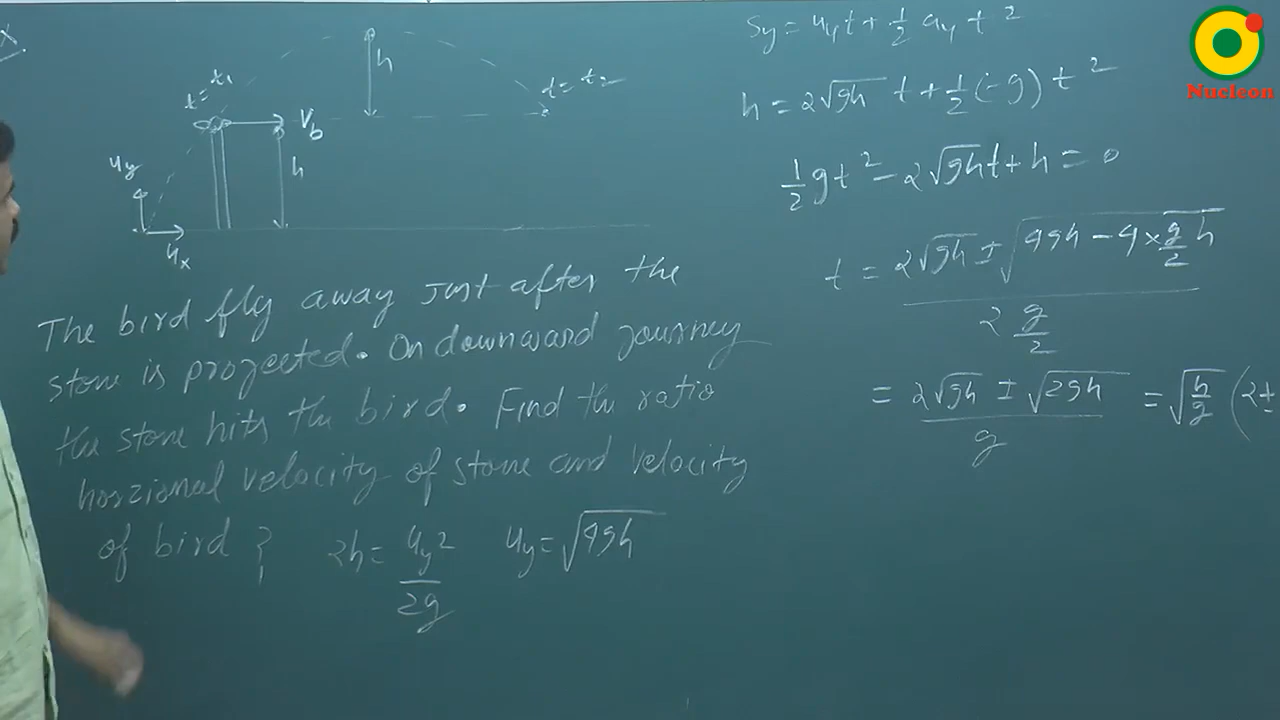 x
t=t₁
h
t=t₂
V_b
h
u_y
u_x
The bird fly away just after the
stone is projected. On downward journey
the stone hits the bird. Find the ratio
horzional velocity of stone and velocity
of bird ?
2h = u_y²/2g
u_y = √4gh
S_y = u_y t + ½ a_y t²
h = 2√gh t + ½(-g) t²
½gt² - 2√gh t + h = 0
t = (2√gh ± √(4gh - 4×(g/2)h)) / (2 g/2)
= (2√gh ± √2gh) / g = √(h/g) (2±
Nucleon